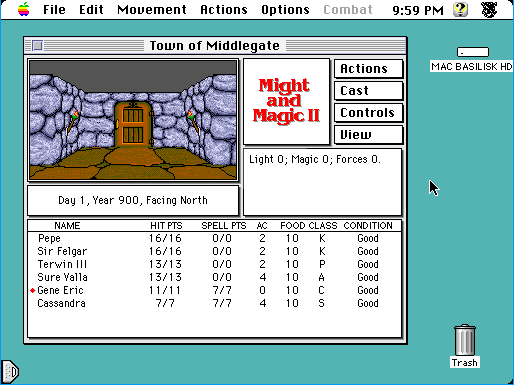 File Edit Movement Actions Options Combat 9:59 PM
MAC BASILISK HD
Town of Middlegate
Might
and
Magic II
Actions
Cast
Controls
View
Light 0; Magic 0; Forces 0.
Day 1, Year 900, Facing North
NAME HIT PTS SPELL PTS AC FOOD CLASS CONDITION
Pepe 16/16 0/0 2 10 K Good
Sir Felgar 16/16 0/0 2 10 K Good
Terwin III 13/13 0/0 2 10 P Good
Sure Valla 13/13 0/0 4 10 A Good
Gene Eric 11/11 7/7 0 10 C Good
Cassandra 7/7 7/7 4 10 S Good
Trash